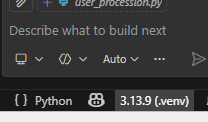 user_procession.py
Describe what to build next
Auto
{} Python 3.13.9 (.venv)